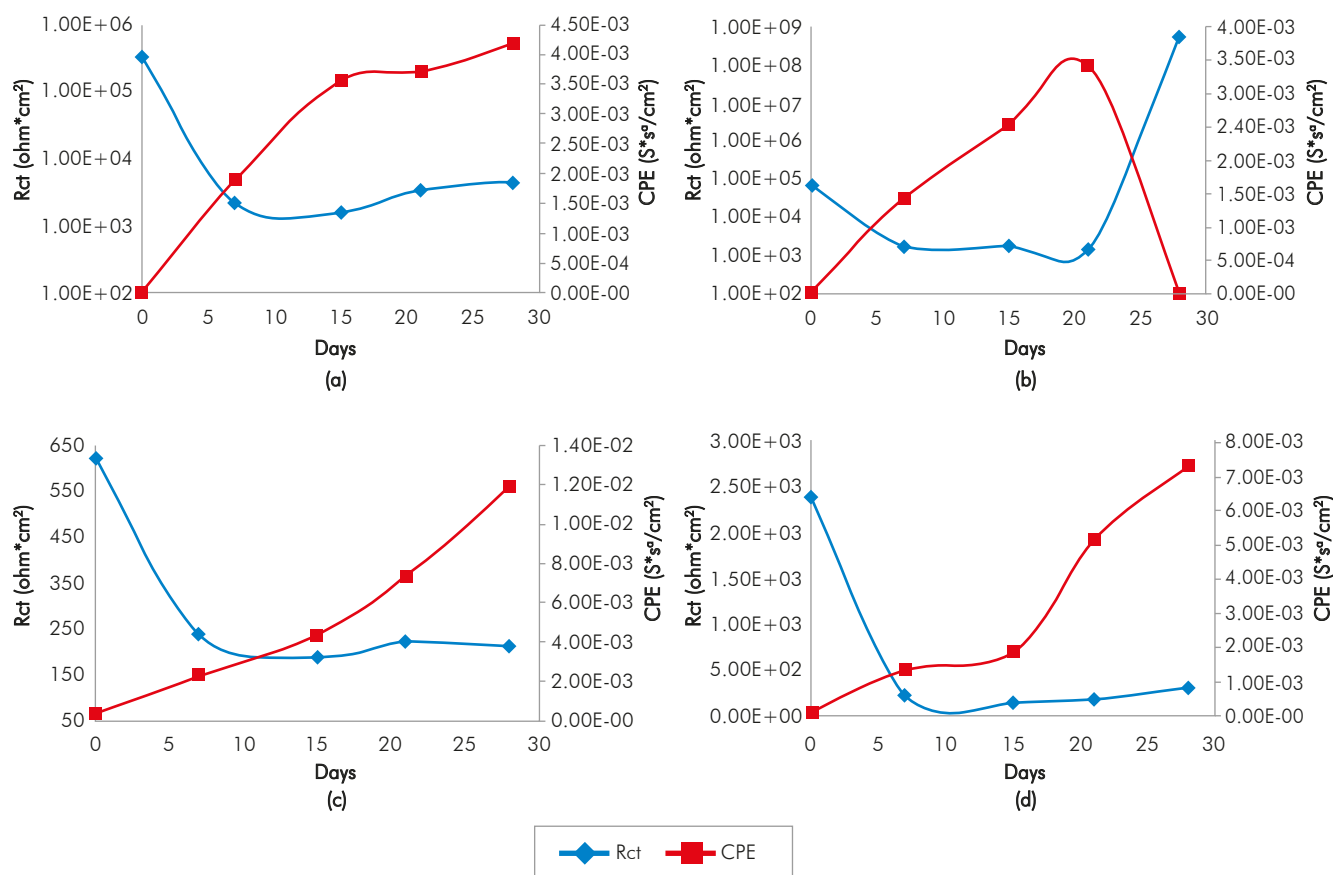 Rct (ohm*cm²)
1.00E+06
1.00E+05
1.00E+04
1.00E+03
1.00E+02
4.50E-03
4.00E-03
3.50E-03
3.00E-03
2.50E-03
2.00E-03
1.50E-03
1.00E-03
5.00E-04
0.00E-00
CPE (S*sᵃ/cm²)
0 5 10 15 20 25 30
Days
(a)
Rct (ohm*cm²)
1.00E+09
1.00E+08
1.00E+07
1.00E+06
1.00E+05
1.00E+04
1.00E+03
1.00E+02
4.00E-03
3.50E-03
3.00E-03
2.40E-03
2.00E-03
1.50E-03
1.00E-03
5.00E-04
0.00E-00
CPE (S*sᵃ/cm²)
0 5 10 15 20 25 30
Days
(b)
Rct (ohm*cm²)
650
550
450
350
250
150
50
1.40E-02
1.20E-02
1.00E-02
8.00E-03
6.00E-03
4.00E-03
2.00E-03
0.00E-00
CPE (S*sᵃ/cm²)
0 5 10 15 20 25 30
Days
(c)
Rct (ohm*cm²)
3.00E+03
2.50E+03
2.00E+03
1.50E+03
1.00E+03
5.00E+02
0.00E+00
8.00E-03
7.00E-03
6.00E-03
5.00E-03
4.00E-03
3.00E-03
2.00E-03
1.00E-03
0.00E-00
CPE (S*sᵃ/cm²)
0 5 10 15 20 25 30
Days
(d)
Rct CPE